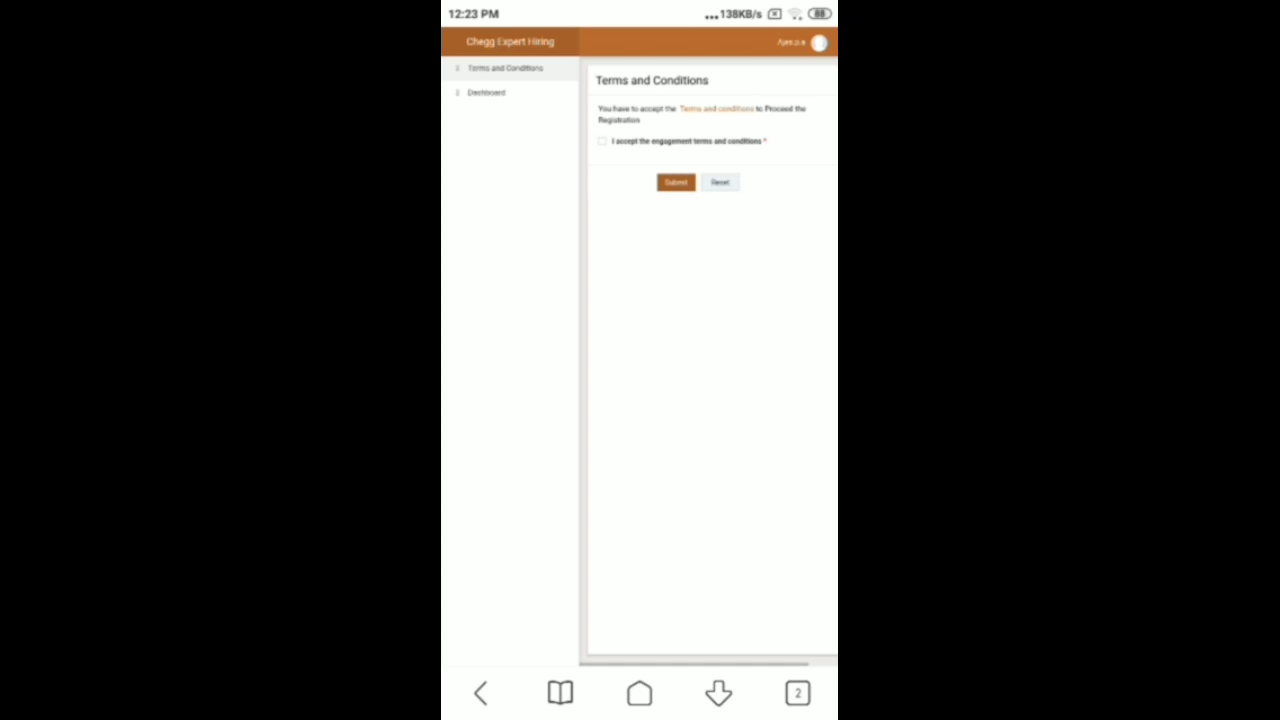 12:23 PM
...138KB/s
88
Chegg Expert Hiring
Terms and Conditions
Dashboard
Terms and Conditions
You have to accept the Terms and conditions to Proceed the
Registration
I accept the engagement terms and conditions *
Submit
Reset
2